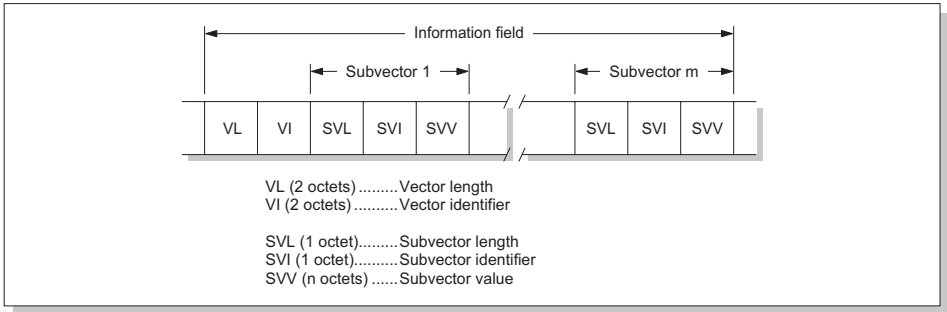 Information field
Subvector 1 Subvector m
VL VI SVL SVI SVV SVL SVI SVV
VL (2 octets).........Vector length
VI (2 octets)..........Vector identifier
SVL (1 octet).........Subvector length
SVI (1 octet)..........Subvector identifier
SVV (n octets)......Subvector value